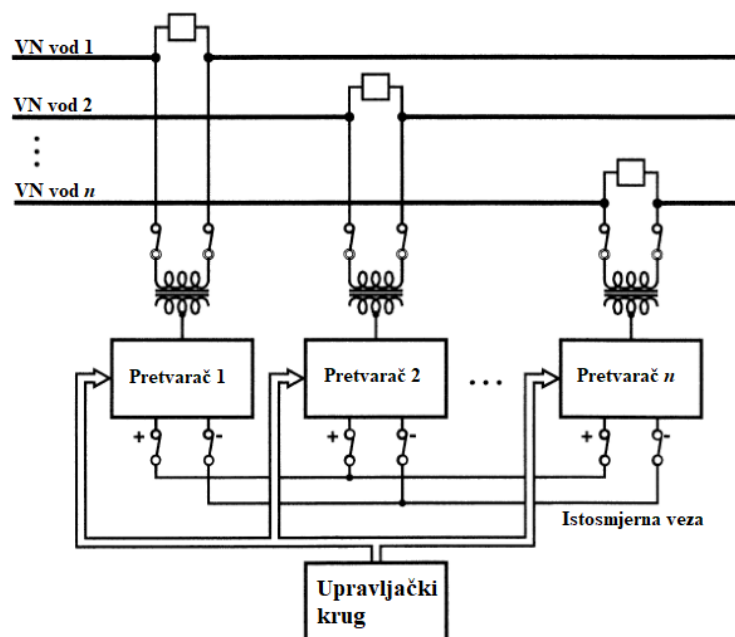 VN vod 1
VN vod 2
VN vod n
Pretvarač 1
Pretvarač 2
...
Pretvarač n
+ -
+ -
+ -
Istosmjerna veza
Upravljački
krug